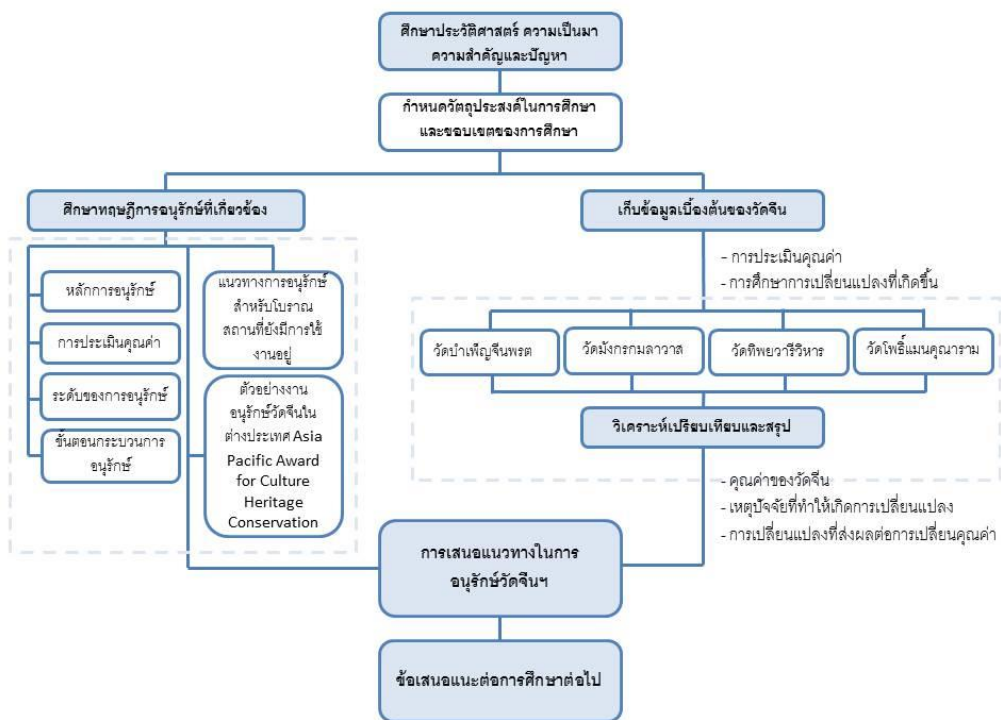 ศึกษาประวัติศาสตร์ ความเป็นมา
ความสำคัญและปัญหา
กำหนดวัตถุประสงค์ในการศึกษา
และขอบเขตของการศึกษา
ศึกษาทฤษฎีการอนุรักษ์ที่เกี่ยวข้อง
หลักการอนุรักษ์
การประเมินคุณค่า
ระดับของการอนุรักษ์
ขั้นตอนกระบวนการ
อนุรักษ์
แนวทางการอนุรักษ์
สำหรับโบราณ
สถานที่ยังมีการใช้
งานอยู่
ตัวอย่างงาน
อนุรักษ์วัดจีนใน
ต่างประเทศ Asia
Pacific Award
for Culture
Heritage
Conservation
เก็บข้อมูลเบื้องต้นของวัดจีน
- การประเมินคุณค่า
- การศึกษาการเปลี่ยนแปลงที่เกิดขึ้น
วัดบำเพ็ญจีนพรต
วัดมังกรกมลาวาส
วัดทิพยวารีวิหาร
วัดโพธิ์แมนคุณาราม
วิเคราะห์เปรียบเทียบและสรุป
- คุณค่าของวัดจีน
- เหตุปัจจัยที่ทำให้เกิดการเปลี่ยนแปลง
- การเปลี่ยนแปลงที่ส่งผลต่อการเปลี่ยนคุณค่า
การเสนอแนวทางในการ
อนุรักษ์วัดจีนฯ
ข้อเสนอแนะต่อการศึกษาต่อไป